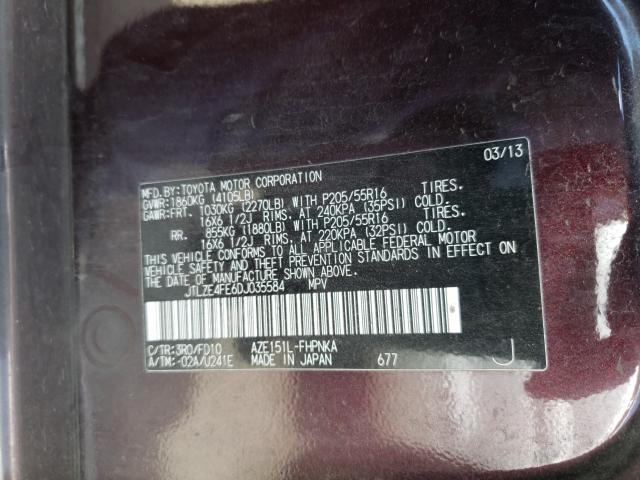 MFD.BY:TOYOTA MOTOR CORPORATION 03/13
GVWR:1860KG (4105LB)
GAWR:FRT. 1030KG (2270LB) WITH P205/55R16 TIRES.
16X6 1/2J RIMS, AT 240KPA (35PSI) COLD.
RR. 855KG (1880LB) WITH P205/55R16 TIRES.
16X6 1/2J RIMS, AT 220KPA (32PSI) COLD.
THIS VEHICLE CONFORMS TO ALL APPLICABLE FEDERAL MOTOR
VEHICLE SAFETY AND THEFT PREVENTION STANDARDS IN EFFECT ON
THE DATE OF MANUFACTURE SHOWN ABOVE.
JTLZE4FE6DJ035584 MPV
C/TR:3R0/FD10 AZE151L-FHPNKA
A/TM:-02A/U241E MADE IN JAPAN 677 J